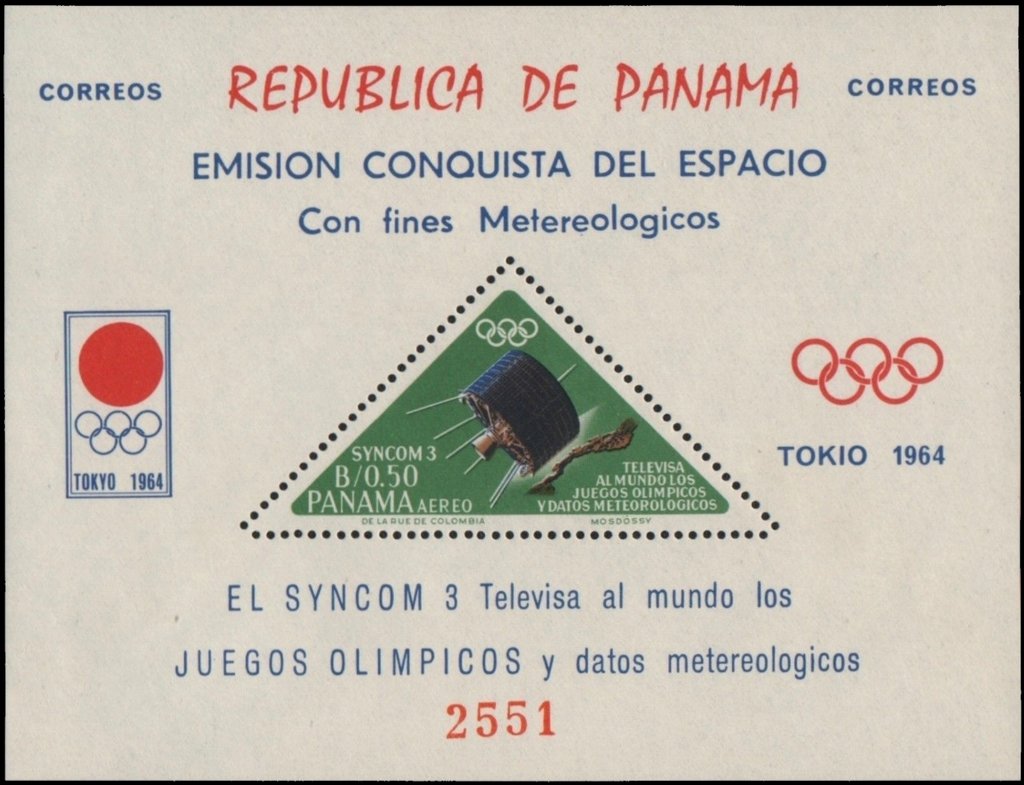 CORREOS REPUBLICA DE PANAMA CORREOS
EMISION CONQUISTA DEL ESPACIO
Con fines Metereologicos
TOKYO 1964
TOKIO 1964
SYNCOM 3
B/0.50
PANAMA AEREO
TELEVISA
AL MUNDO LOS
JUEGOS OLIMPICOS
Y DATOS METEOROLOGICOS
DE LA RUE DE COLOMBIA
MOSDÓSSY
EL SYNCOM 3 Televisa al mundo los
JUEGOS OLIMPICOS y datos metereologicos
2551